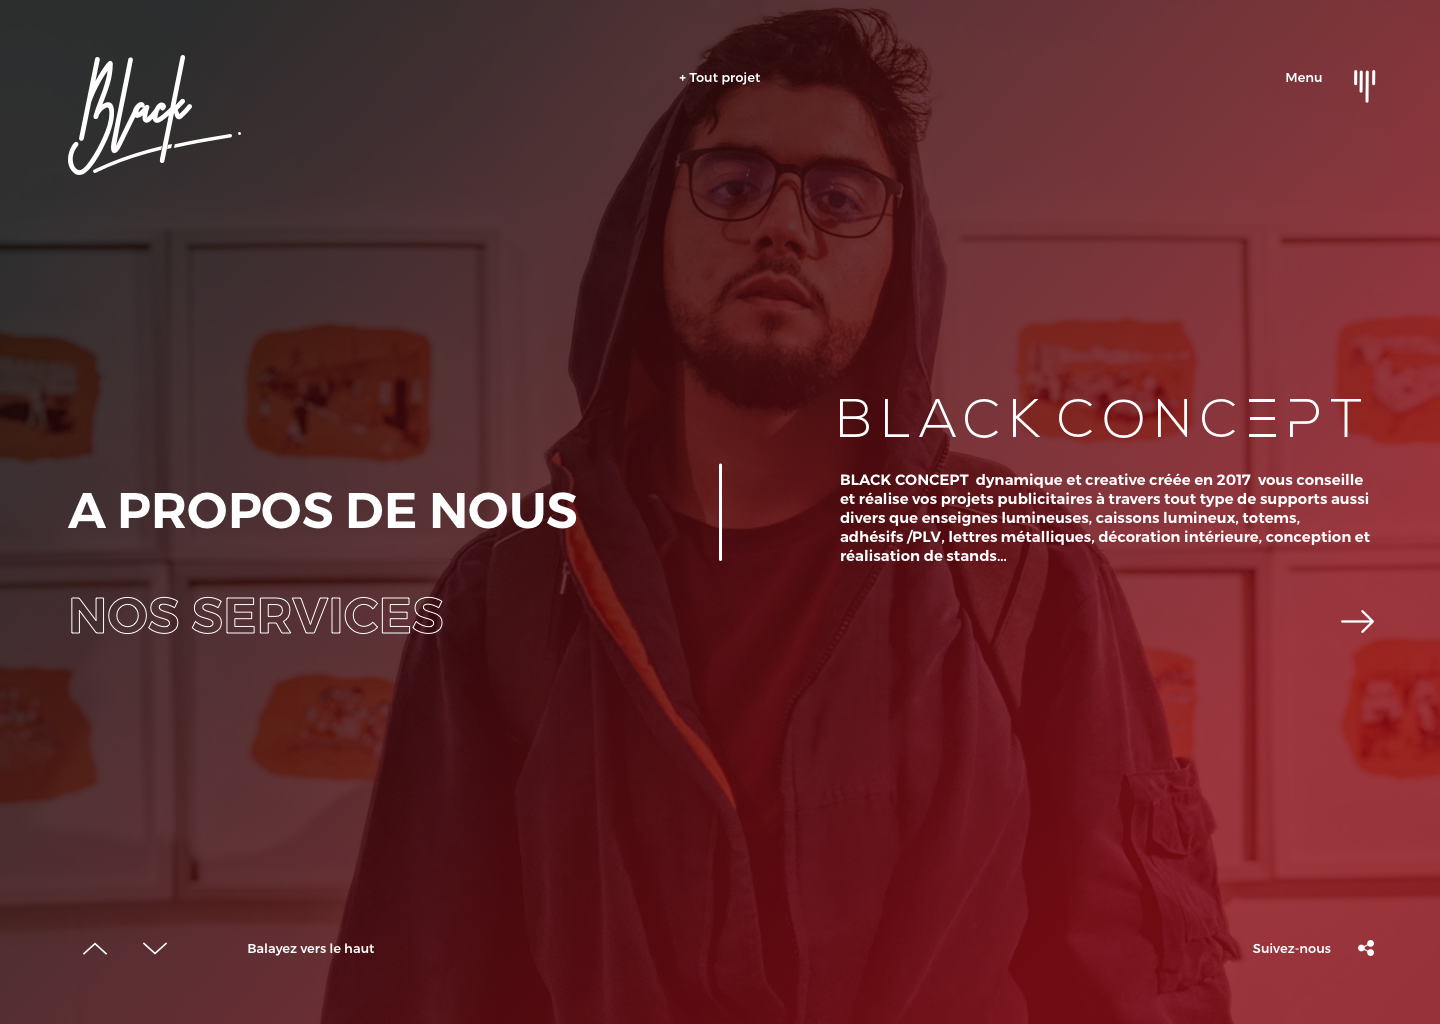 Black
+ Tout projet
Menu
BLACK CONCEPT
BLACK CONCEPT dynamique et creative créée en 2017 vous conseille
et réalise vos projets publicitaires à travers tout type de supports aussi
divers que enseignes lumineuses, caissons lumineux, totems,
adhésifs /PLV, lettres métalliques, décoration intérieure, conception et
réalisation de stands...
A PROPOS DE NOUS
NOS SERVICES
Balayez vers le haut
Suivez-nous